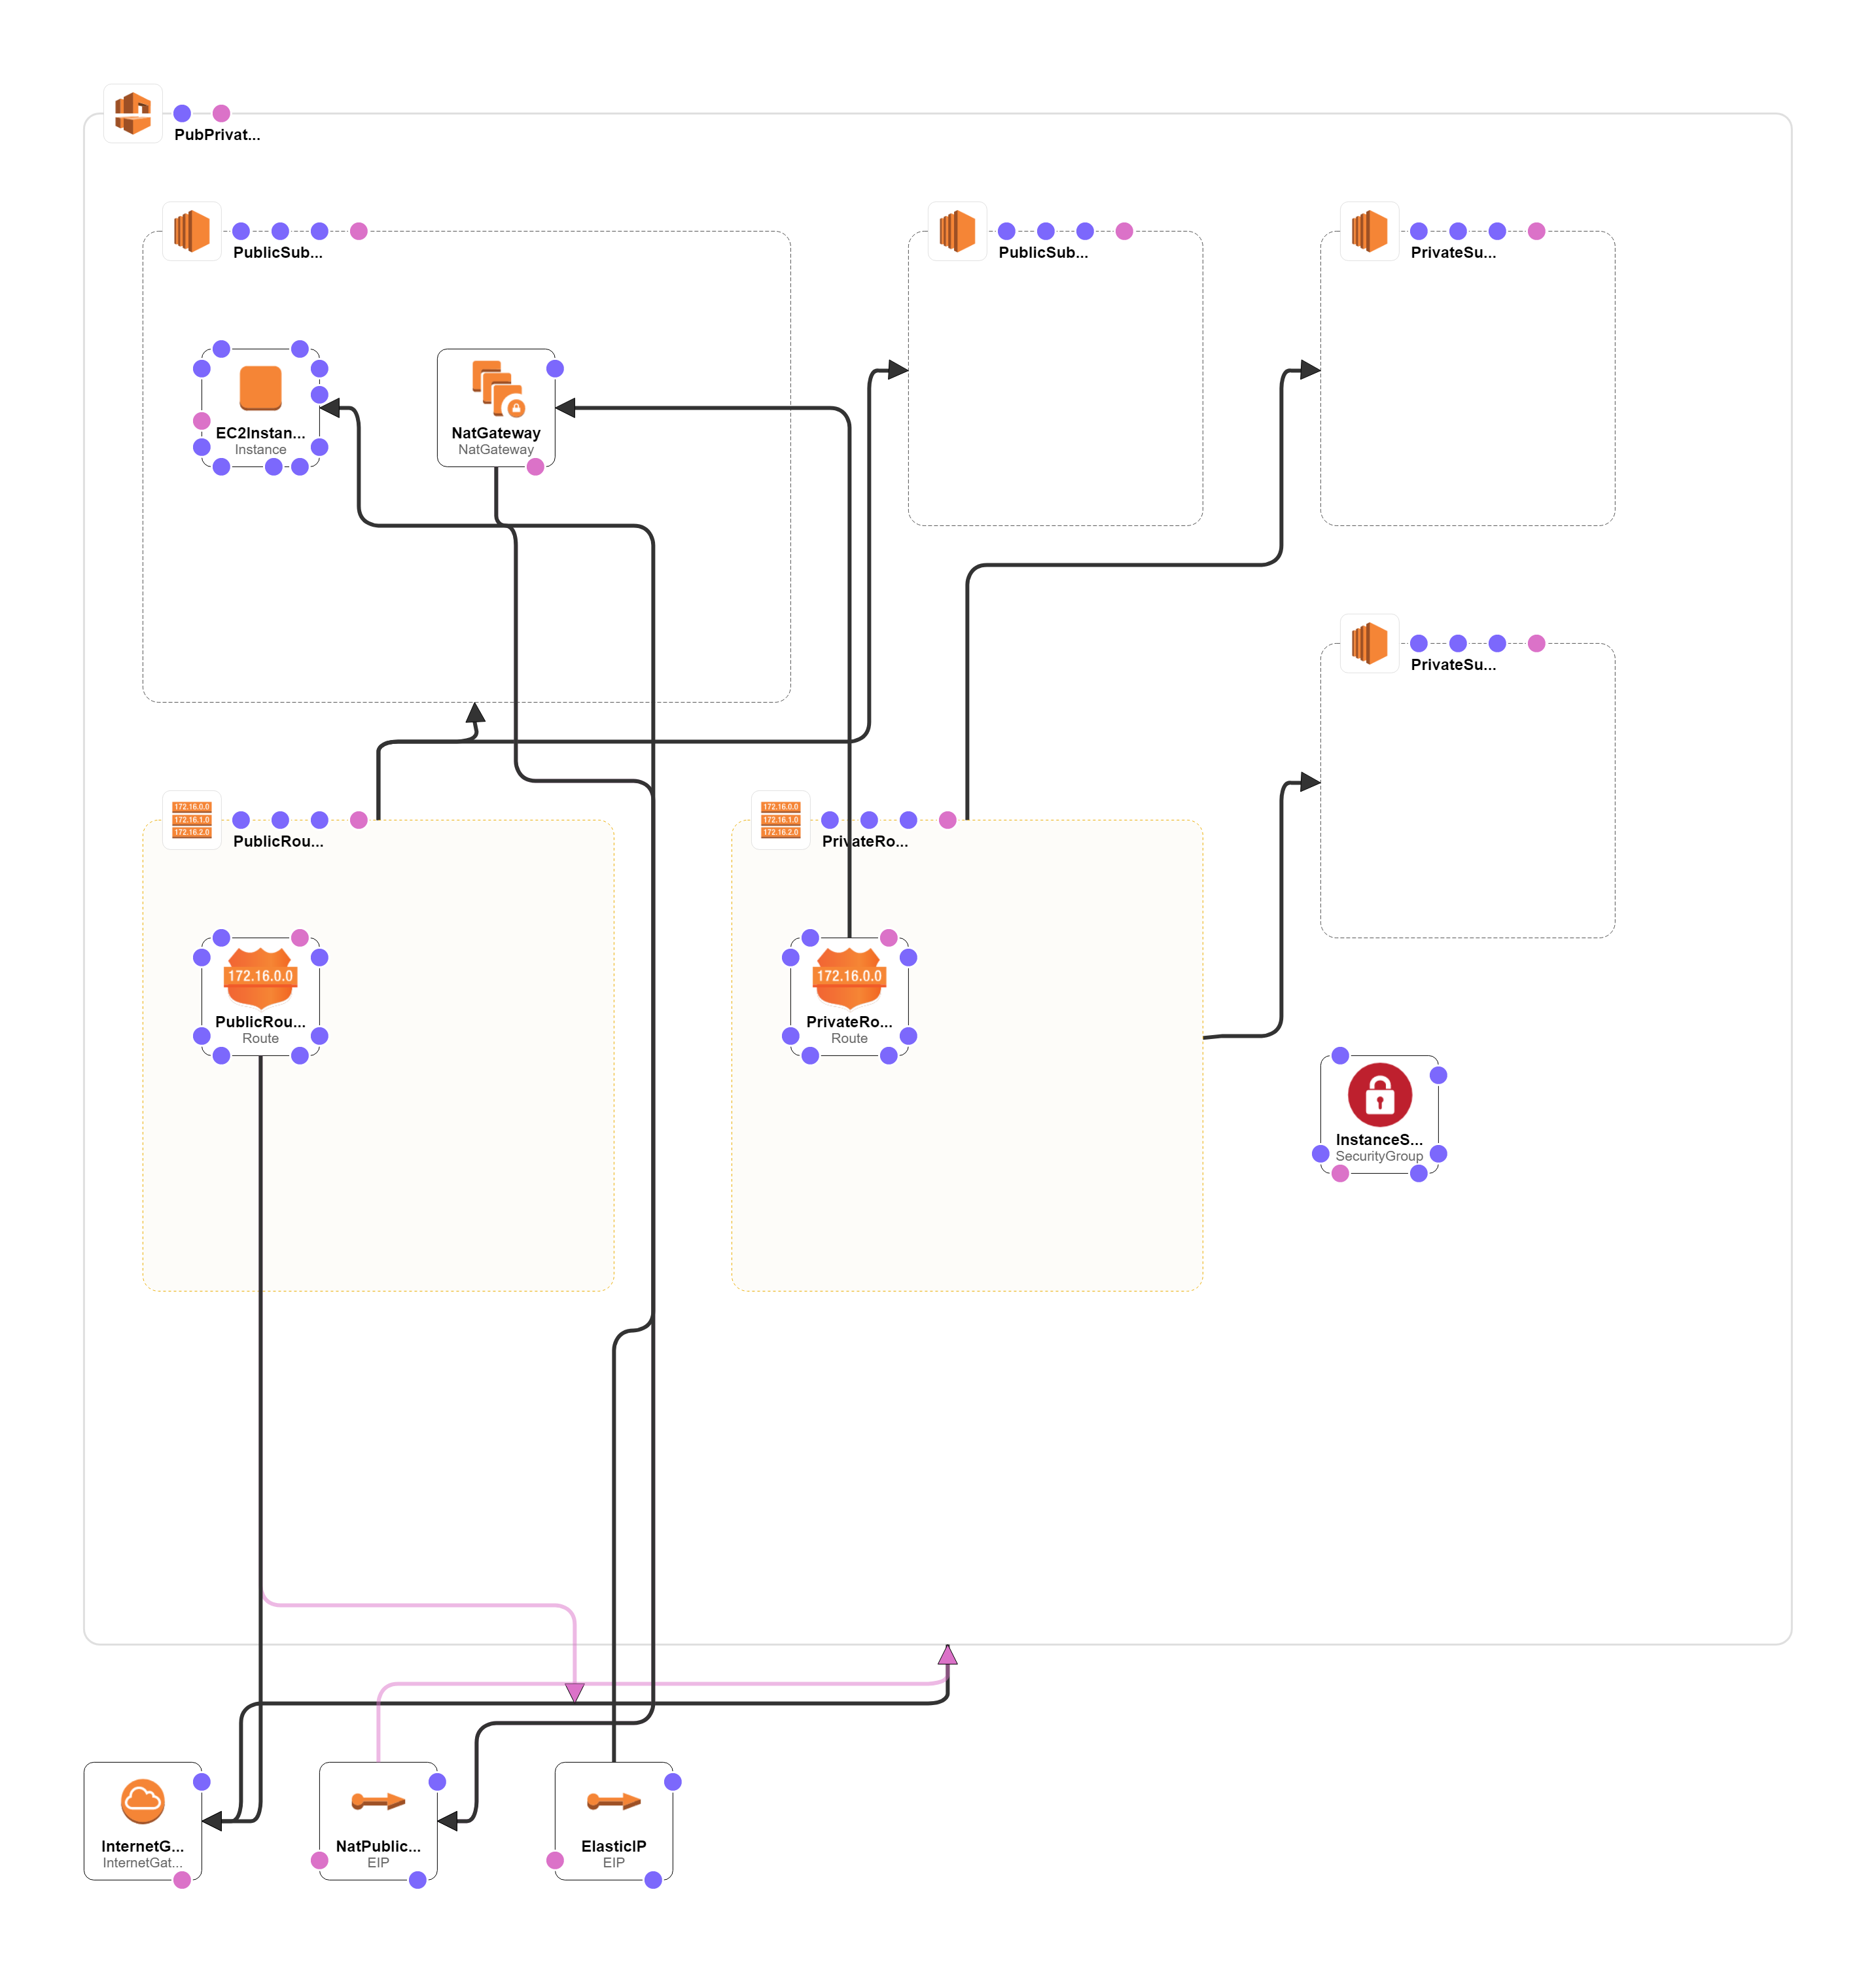 PubPrivat...
PublicSub...
PublicSub...
PrivateSu...
EC2Instan...
Instance
NatGateway
NatGateway
PrivateSu...
172.16.0.0
172.16.1.0
172.16.2.0
PublicRou...
172.16.0.0
172.16.1.0
172.16.2.0
PrivateRo...
172.16.0.0
PublicRou...
Route
172.16.0.0
PrivateRo...
Route
InstanceS...
SecurityGroup
InternetG...
InternetGat...
NatPublic...
EIP
ElasticIP
EIP